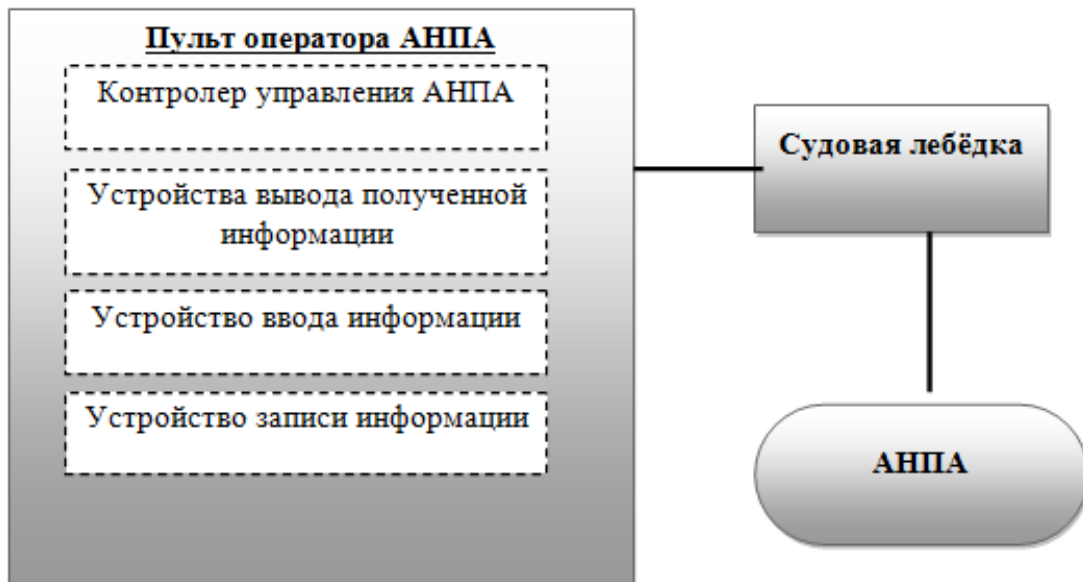 Пульт оператора АНПА
Контролер управления АНПА
Устройства вывода полученной
информации
Устройство ввода информации
Устройство записи информации
Судовая лебёдка
АНПА